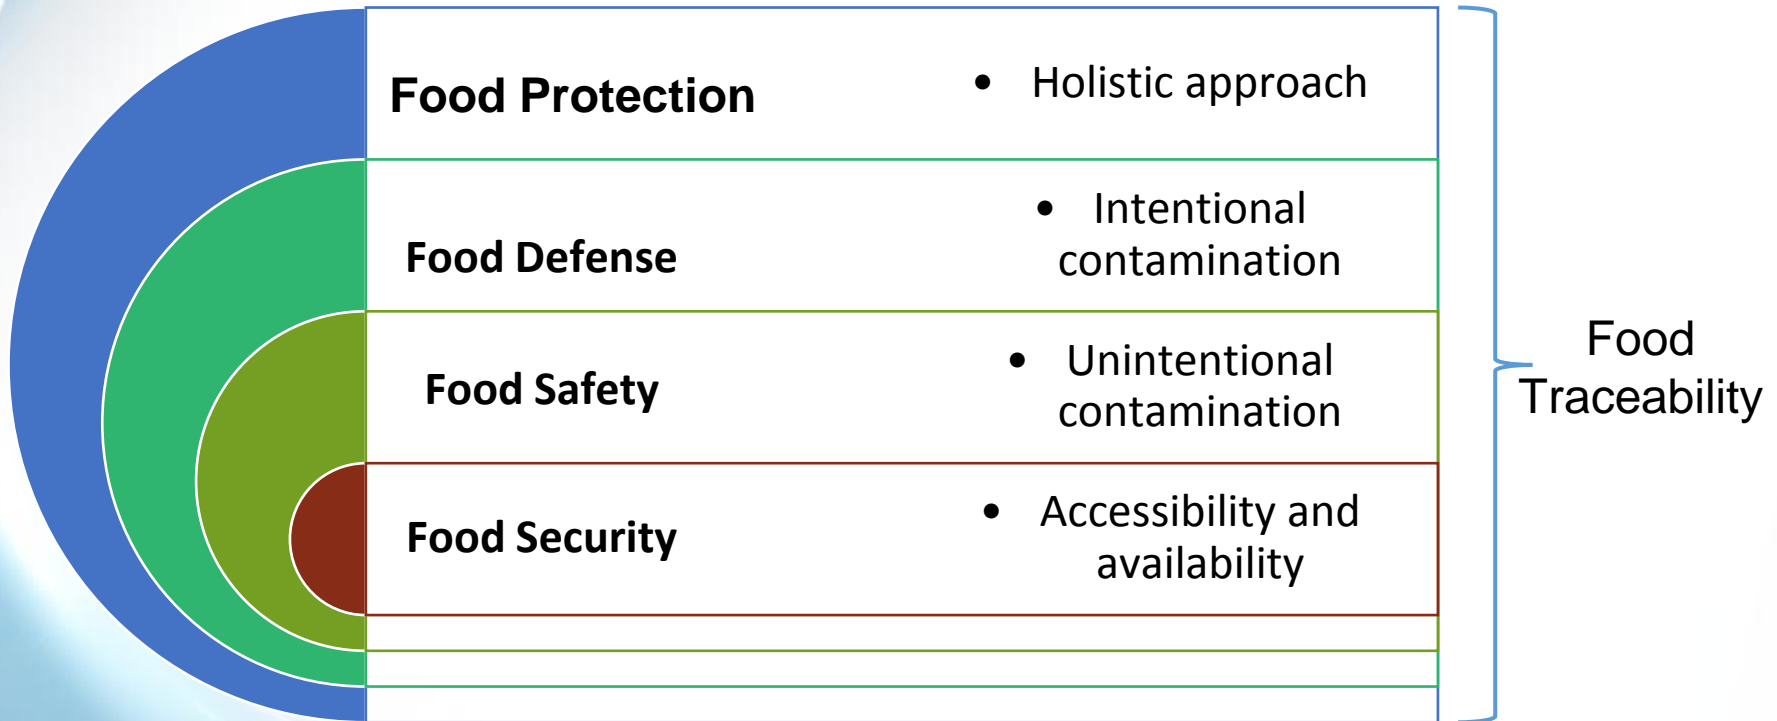 Food Protection
• Holistic approach
Food Defense
• Intentional
contamination
Food Safety
• Unintentional
contamination
Food Security
• Accessibility and
availability
Food
Traceability